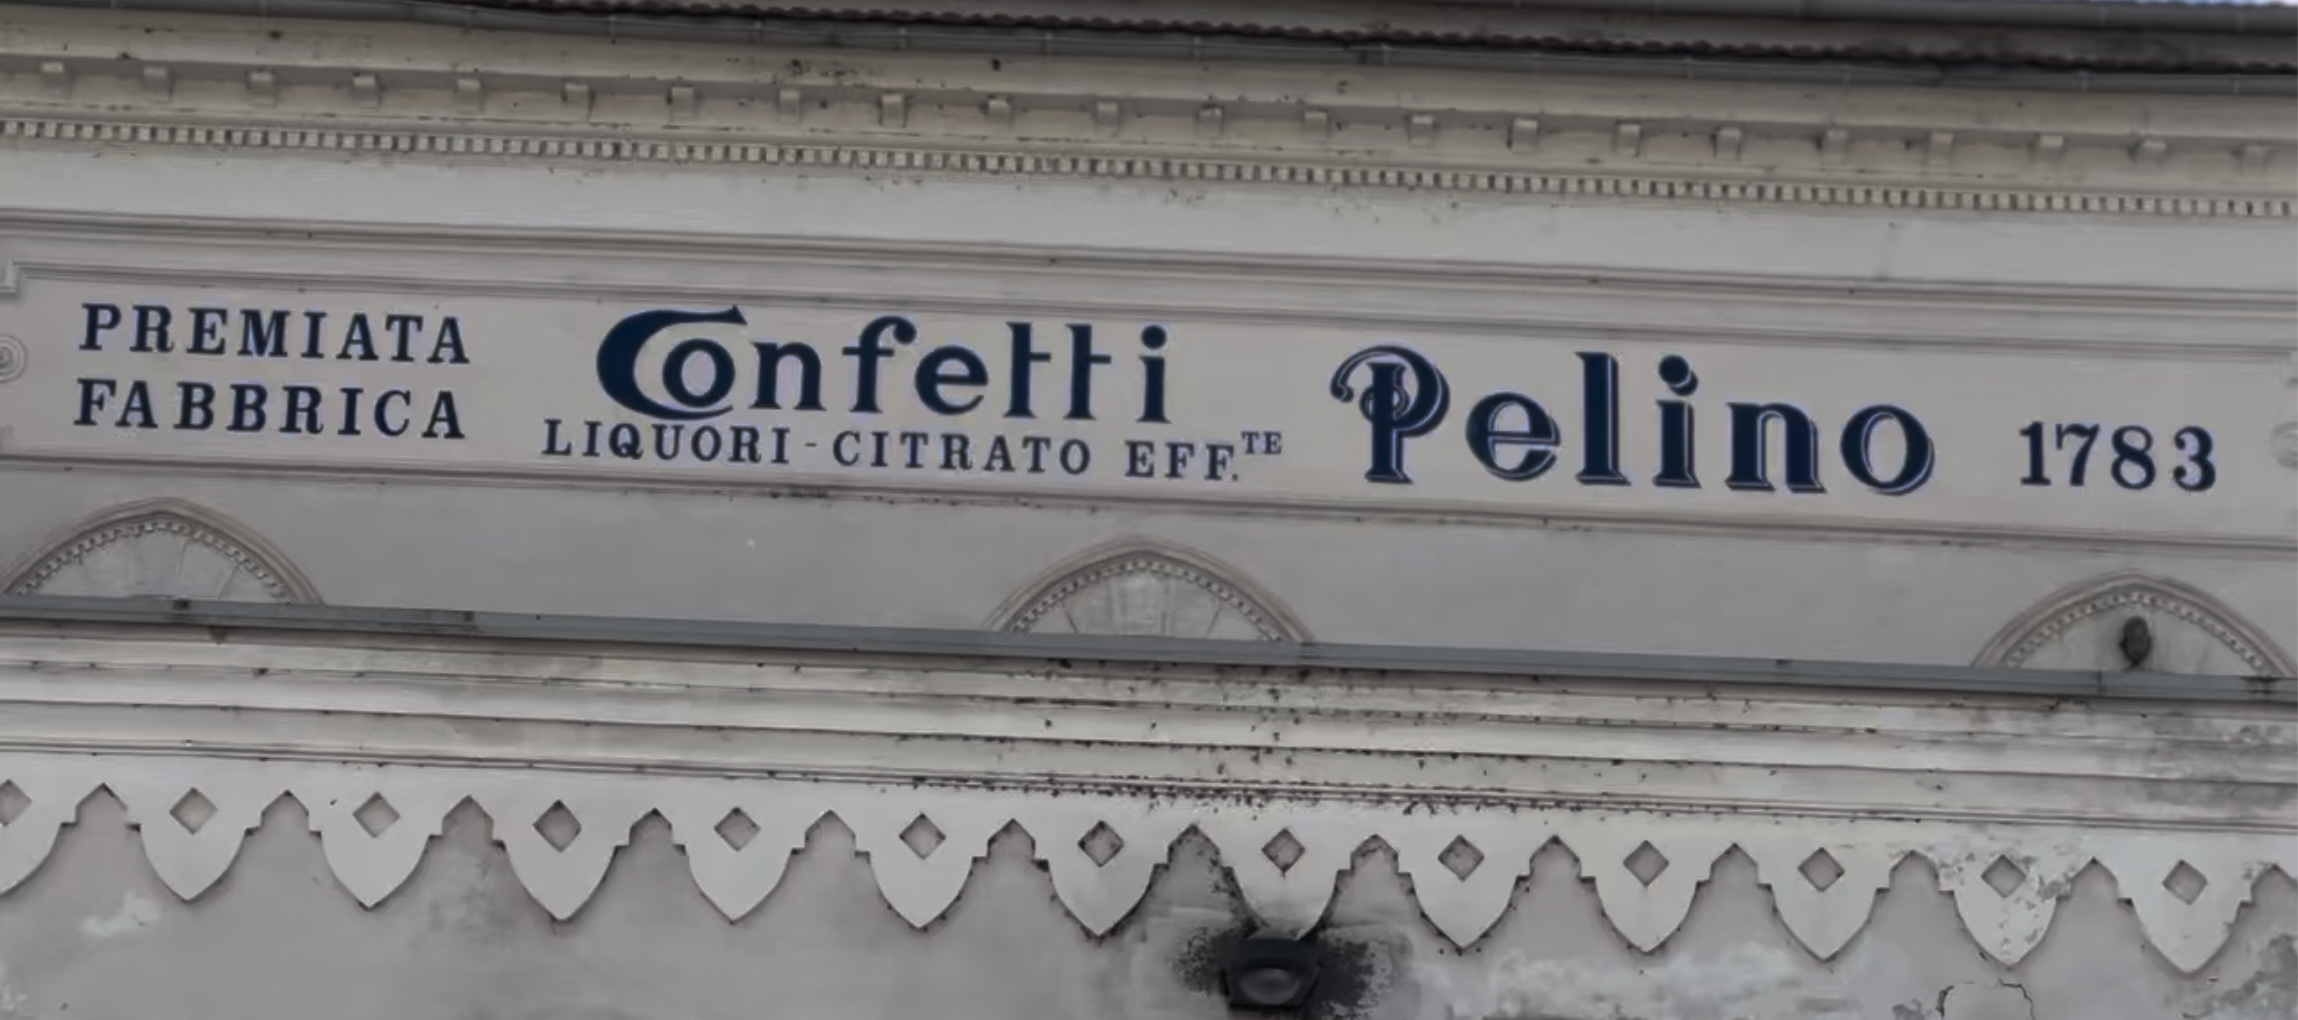 PREMIATA
FABBRICA
Confetti
LIQUORI-CITRATO EFF.TE
Pelino
1783